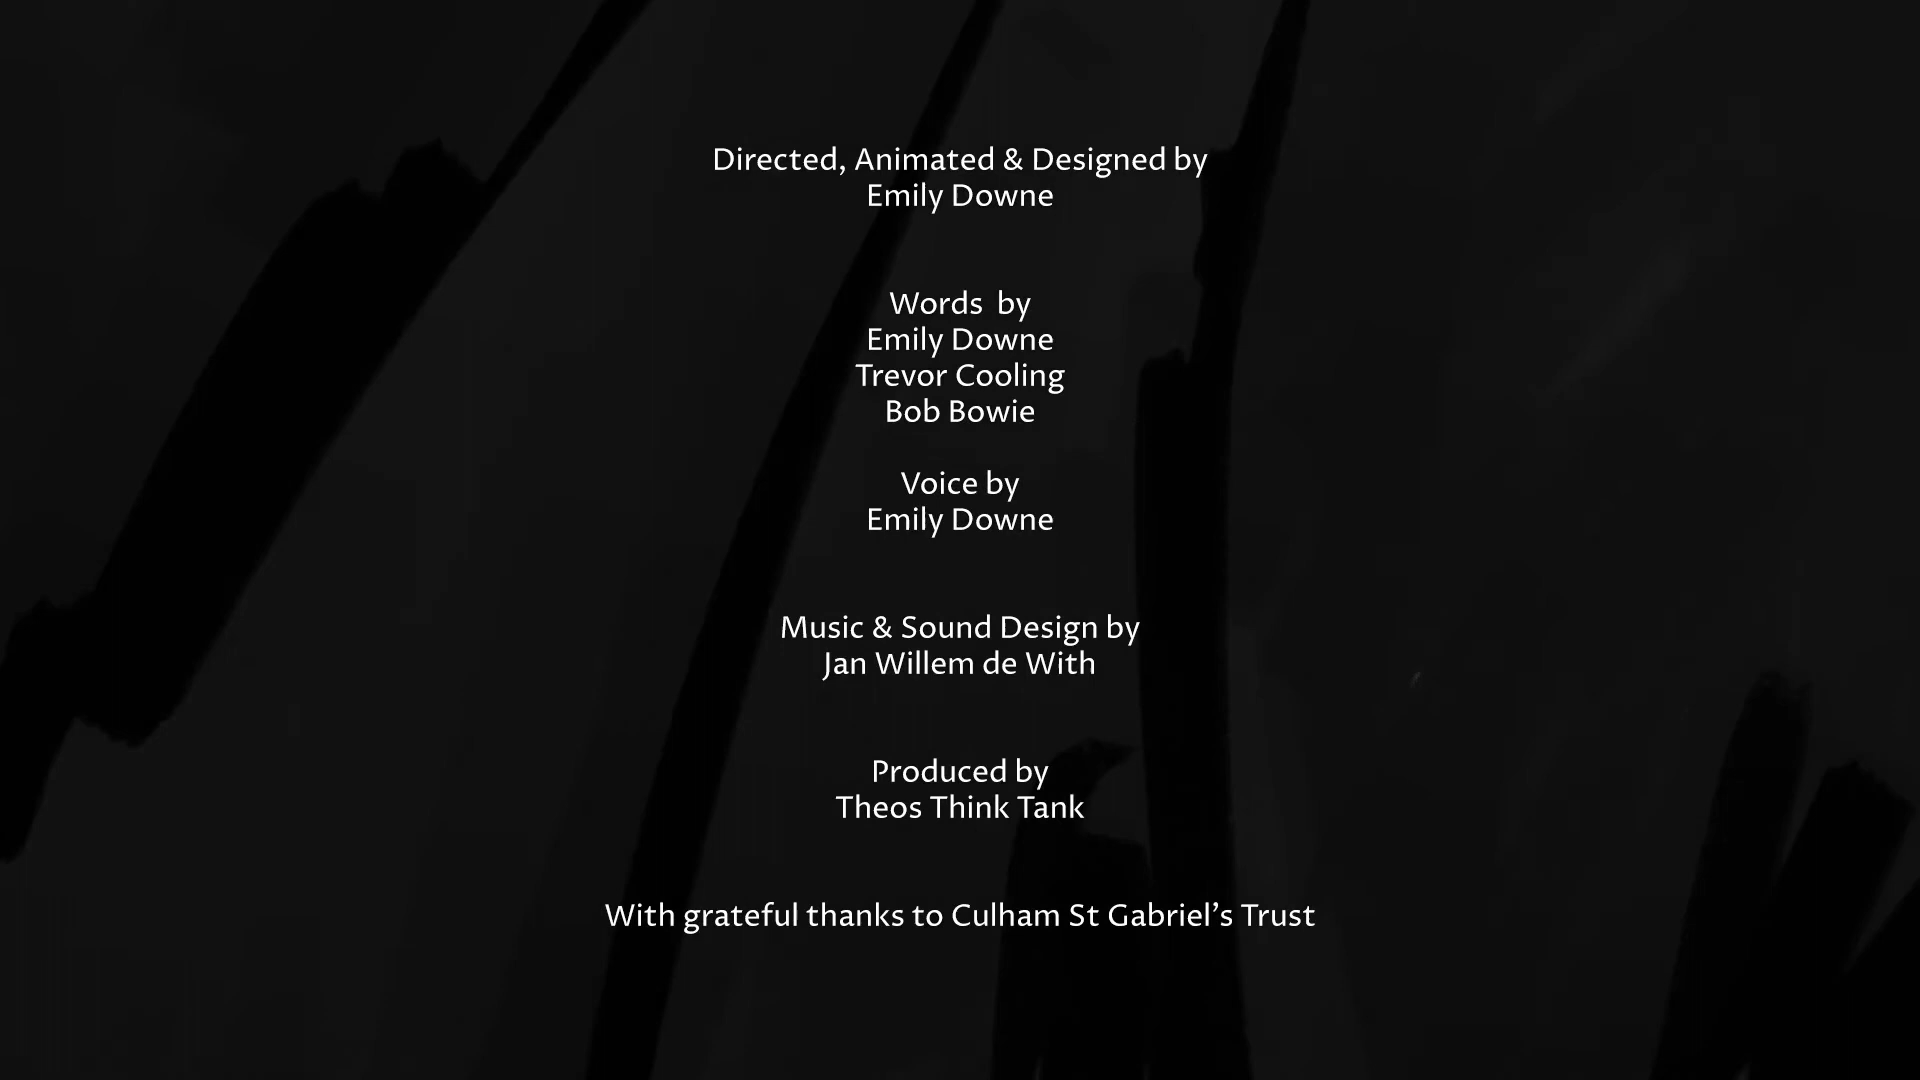 Directed, Animated & Designed by
Emily Downe
Words  by
Emily Downe
Trevor Cooling
Bob Bowie
Voice by
Emily Downe
Music & Sound Design by
Jan Willem de With
Produced by
Theos Think Tank
With grateful thanks to Culham St Gabriel’s Trust